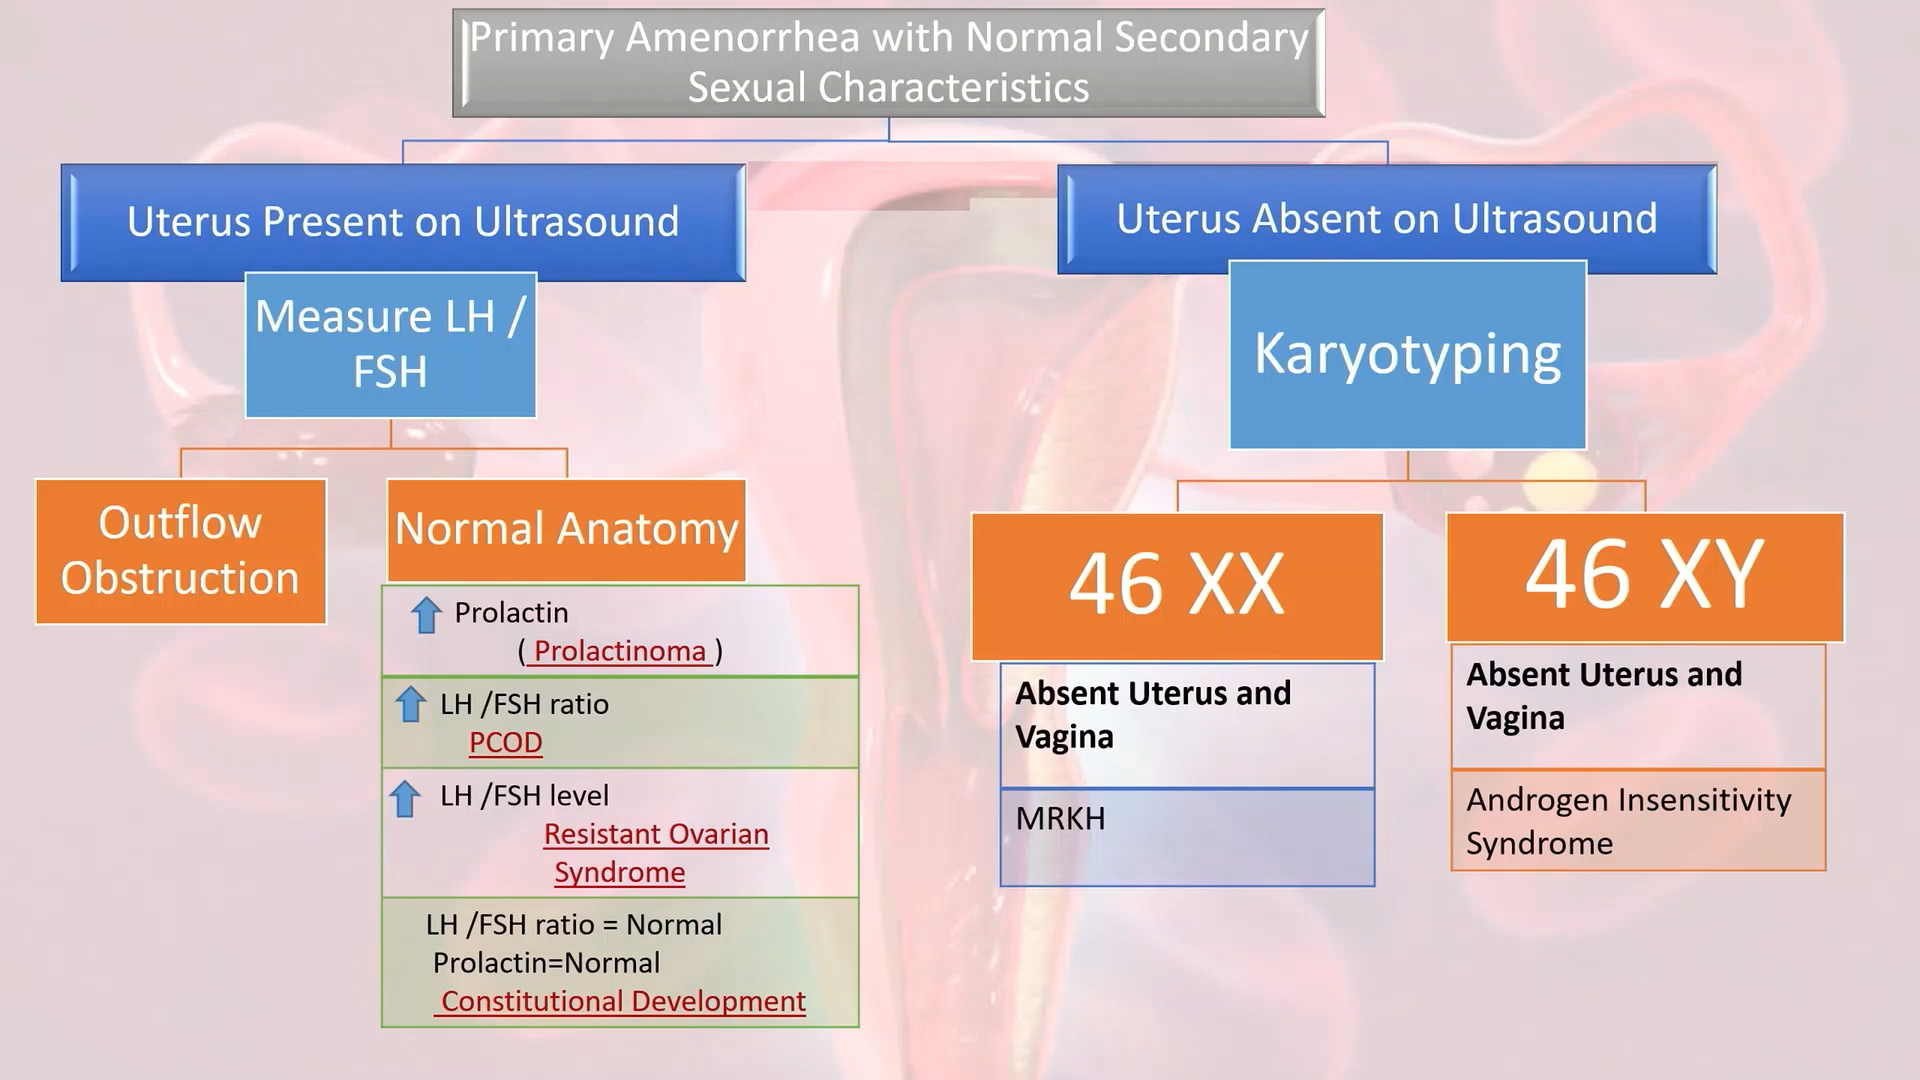 Primary Amenorrhea with Normal Secondary
Sexual Characteristics
Uterus Present on Ultrasound
Measure LH /
FSH
Outflow
Obstruction
Normal Anatomy
Prolactin
( Prolactinoma )
LH /FSH ratio
PCOD
LH /FSH level
Resistant Ovarian
Syndrome
LH /FSH ratio = Normal
Prolactin=Normal
Constitutional Development
Uterus Absent on Ultrasound
Karyotyping
46 XX
Absent Uterus and
Vagina
MRKH
46 XY
Absent Uterus and
Vagina
Androgen Insensitivity
Syndrome